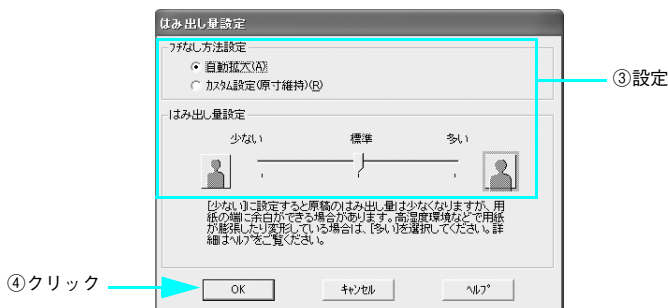 はみ出し量設定
フチなし方法設定
自動拡大(A)
カスタム設定(原寸維持)(R)
③設定
はみ出し量設定
少ない 標準 多い
[少ない]に設定すると原稿のはみ出し量は少なくなりますが、用
紙の端に余白ができる場合があります。高湿度環境などで用紙
が膨張したり変形している場合は、[多い]を選択してください。詳
細はヘルプをご覧ください。
④クリック
OK キャンセル ヘルプ